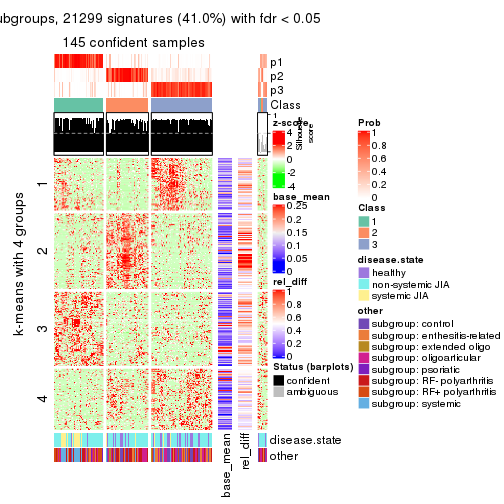 ubgroups, 21299 signatures (41.0%) with fdr < 0.05
145 confident samples
p1
p2
p3
Class
1
Silhouette
score
k-means with 4 groups
1
2
3
4
base_mean
rel_diff
disease.state
other
z-score
4
2
0
-2
-4
base_mean
0.25
0.2
0.15
0.1
0.05
0
rel_diff
1
0.8
0.6
0.4
0.2
0
Status (barplots)
confident
ambiguous
Prob
1
0.8
0.6
0.4
0.2
0
Class
1
2
3
disease.state
healthy
non-systemic JIA
systemic JIA
other
subgroup: control
subgroup: enthesitis-related
subgroup: extended oligo
subgroup: oligoarticular
subgroup: psoriatic
subgroup: RF- polyarthritis
subgroup: RF+ polyarthritis
subgroup: systemic